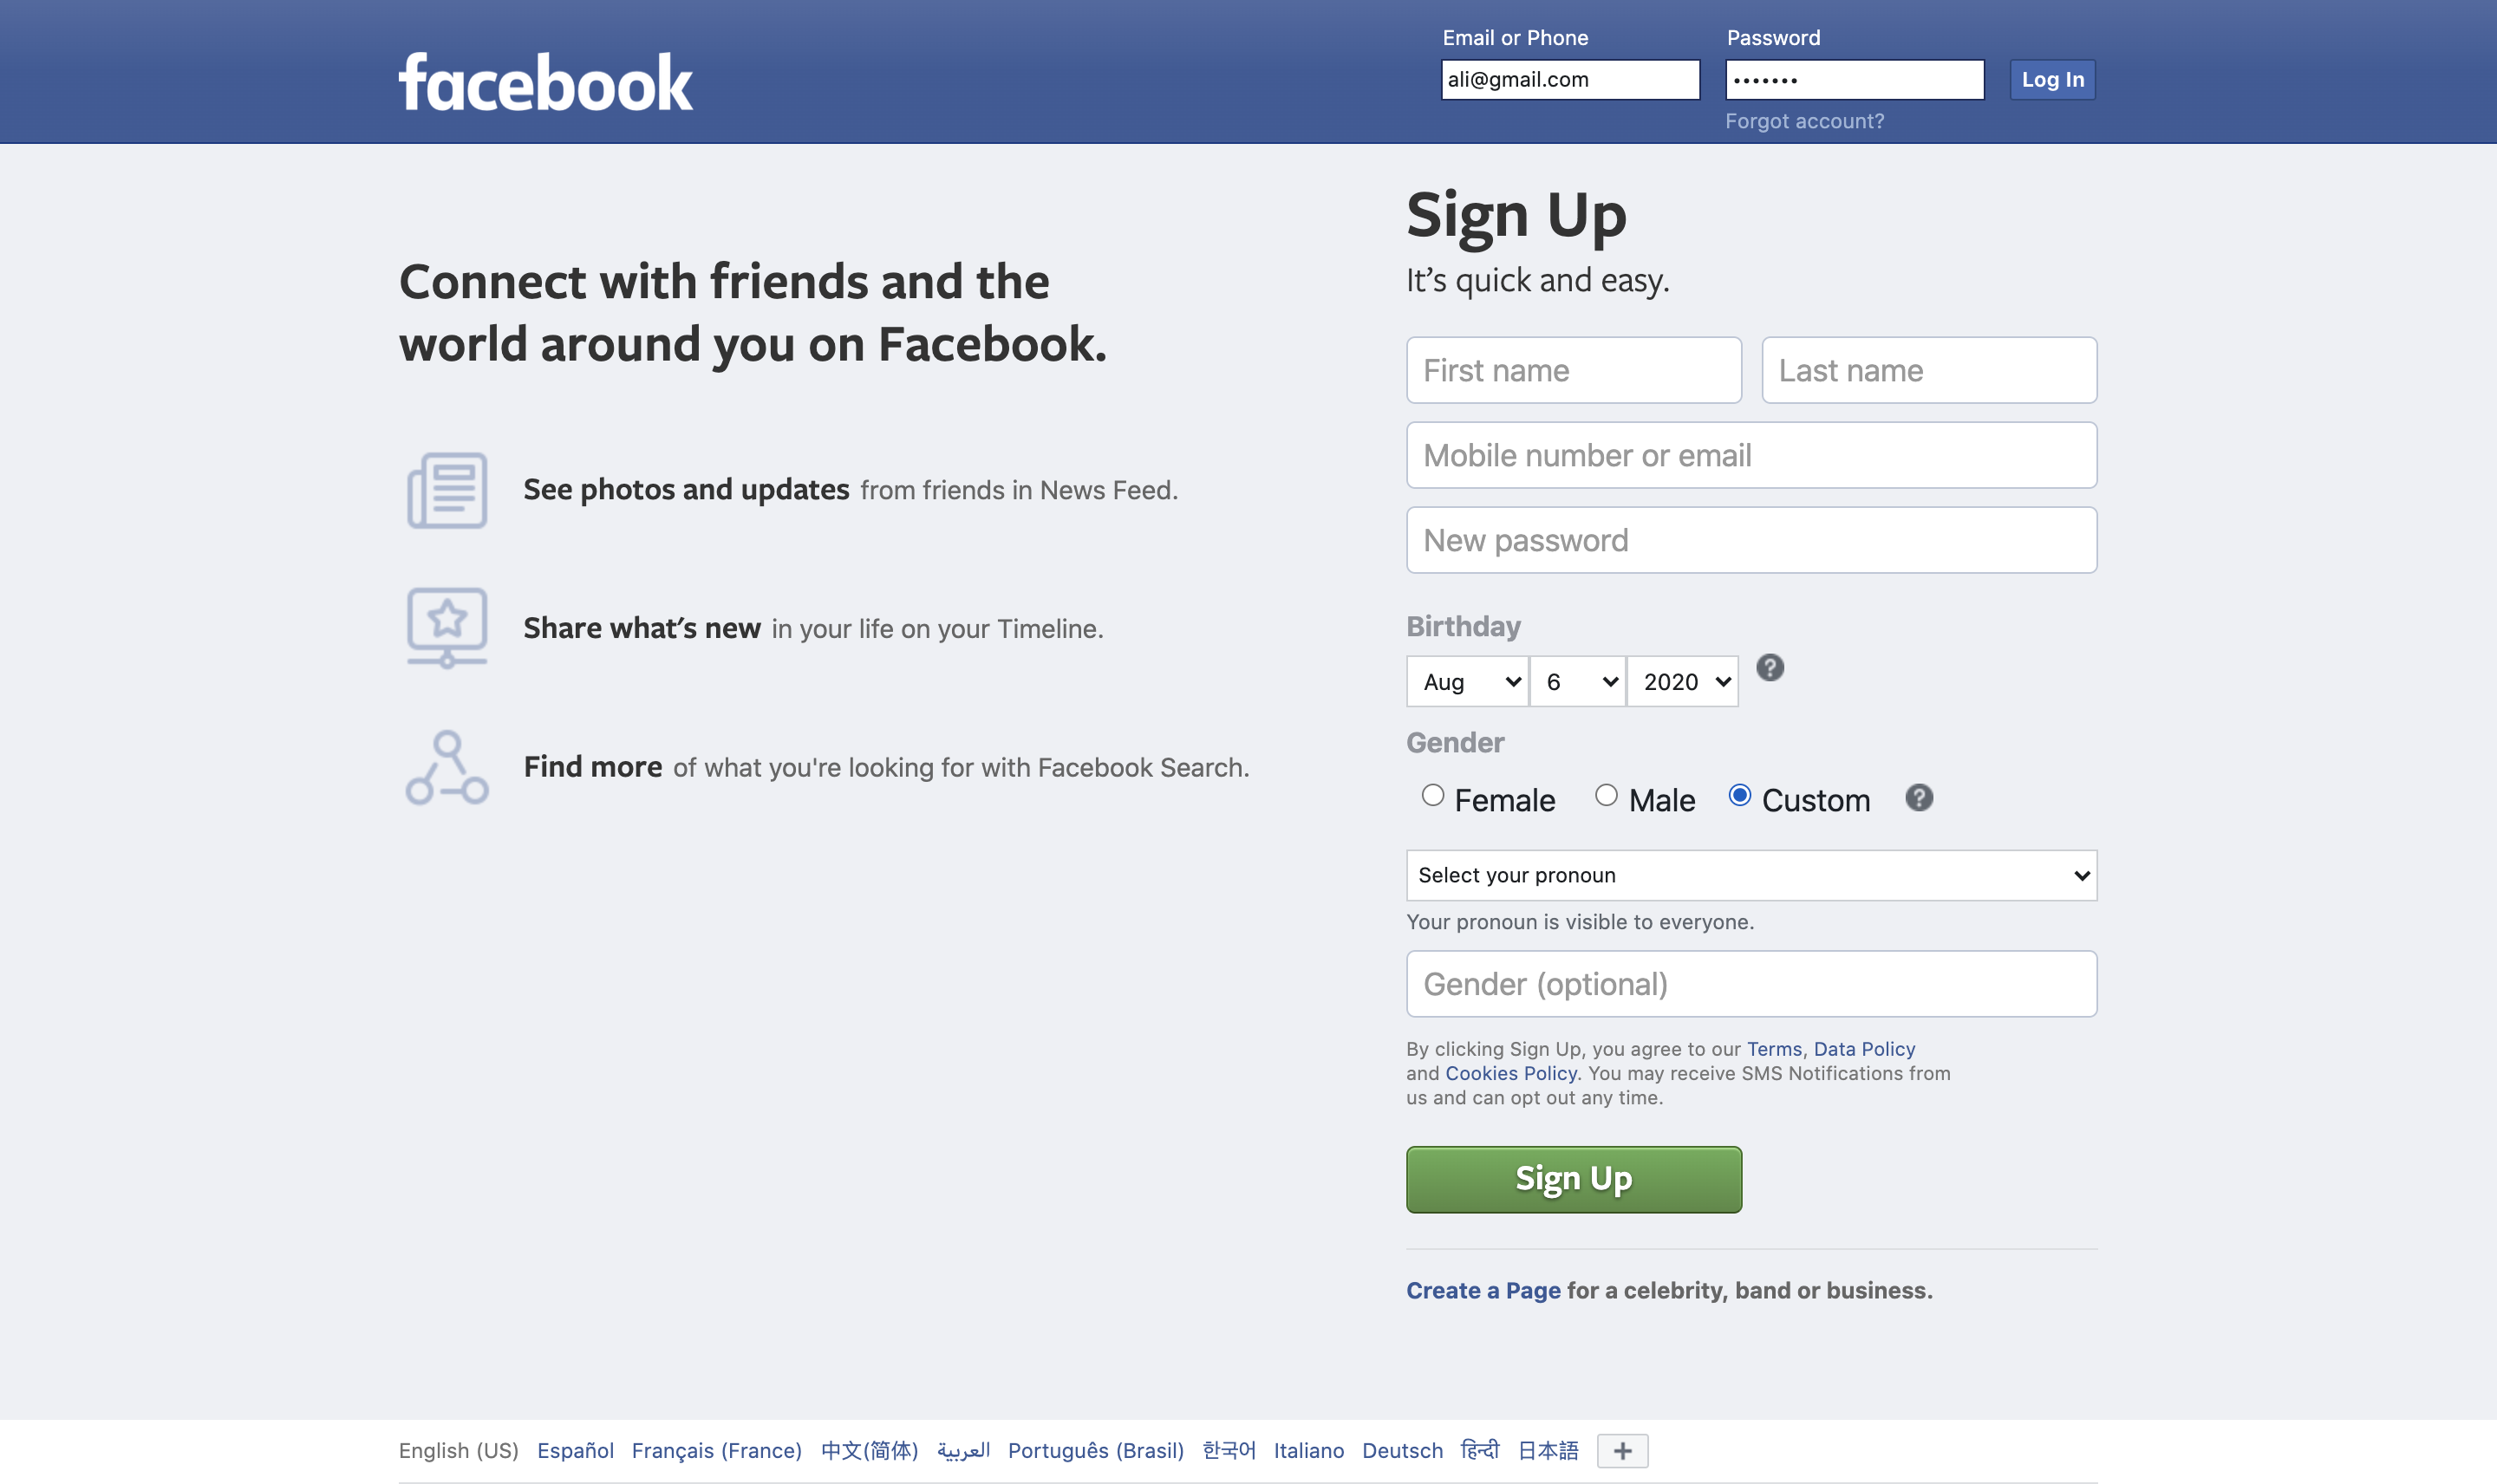 facebook
Email or Phone
Password
ali@gmail.com
•••••••
Log In
Forgot account?
Connect with friends and the
world around you on Facebook.
See photos and updates from friends in News Feed.
Share what's new in your life on your Timeline.
Find more of what you're looking for with Facebook Search.
Sign Up
It’s quick and easy.
First name
Last name
Mobile number or email
New password
Birthday
Aug 6 2020 ?
Gender
Female Male Custom ?
Select your pronoun
Your pronoun is visible to everyone.
Gender (optional)
By clicking Sign Up, you agree to our Terms, Data Policy
and Cookies Policy. You may receive SMS Notifications from
us and can opt out any time.
Sign Up
Create a Page for a celebrity, band or business.
English (US) Español Français (France) 中文(简体) العربية Português (Brasil) 한국어 Italiano Deutsch हिन्दी 日本語 +